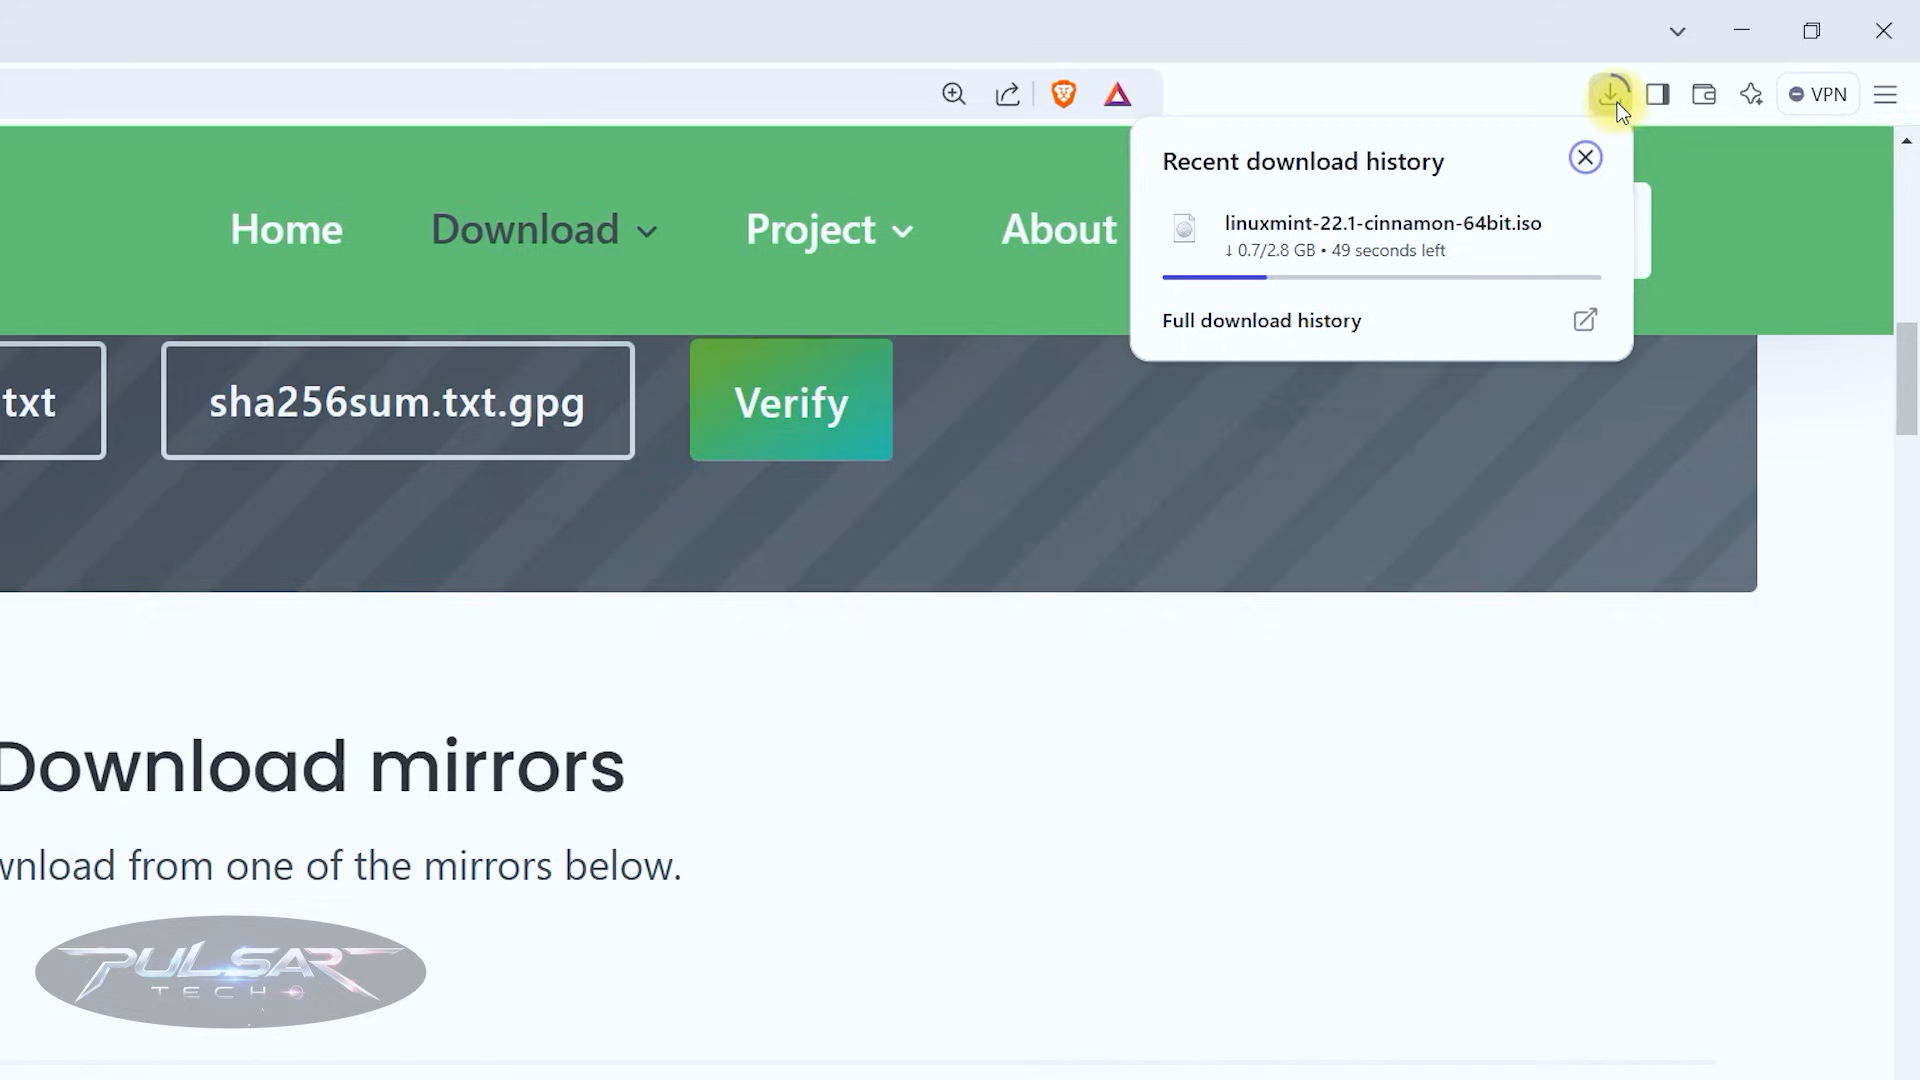 VPN
Recent download history
linuxmint-22.1-cinnamon-64bit.iso
↓ 0.7/2.8 GB • 49 seconds left
Full download history
Home
Download
Project
About
txt
sha256sum.txt.gpg
Verify
Download mirrors
wnload from one of the mirrors below.
PULSAR
TECH